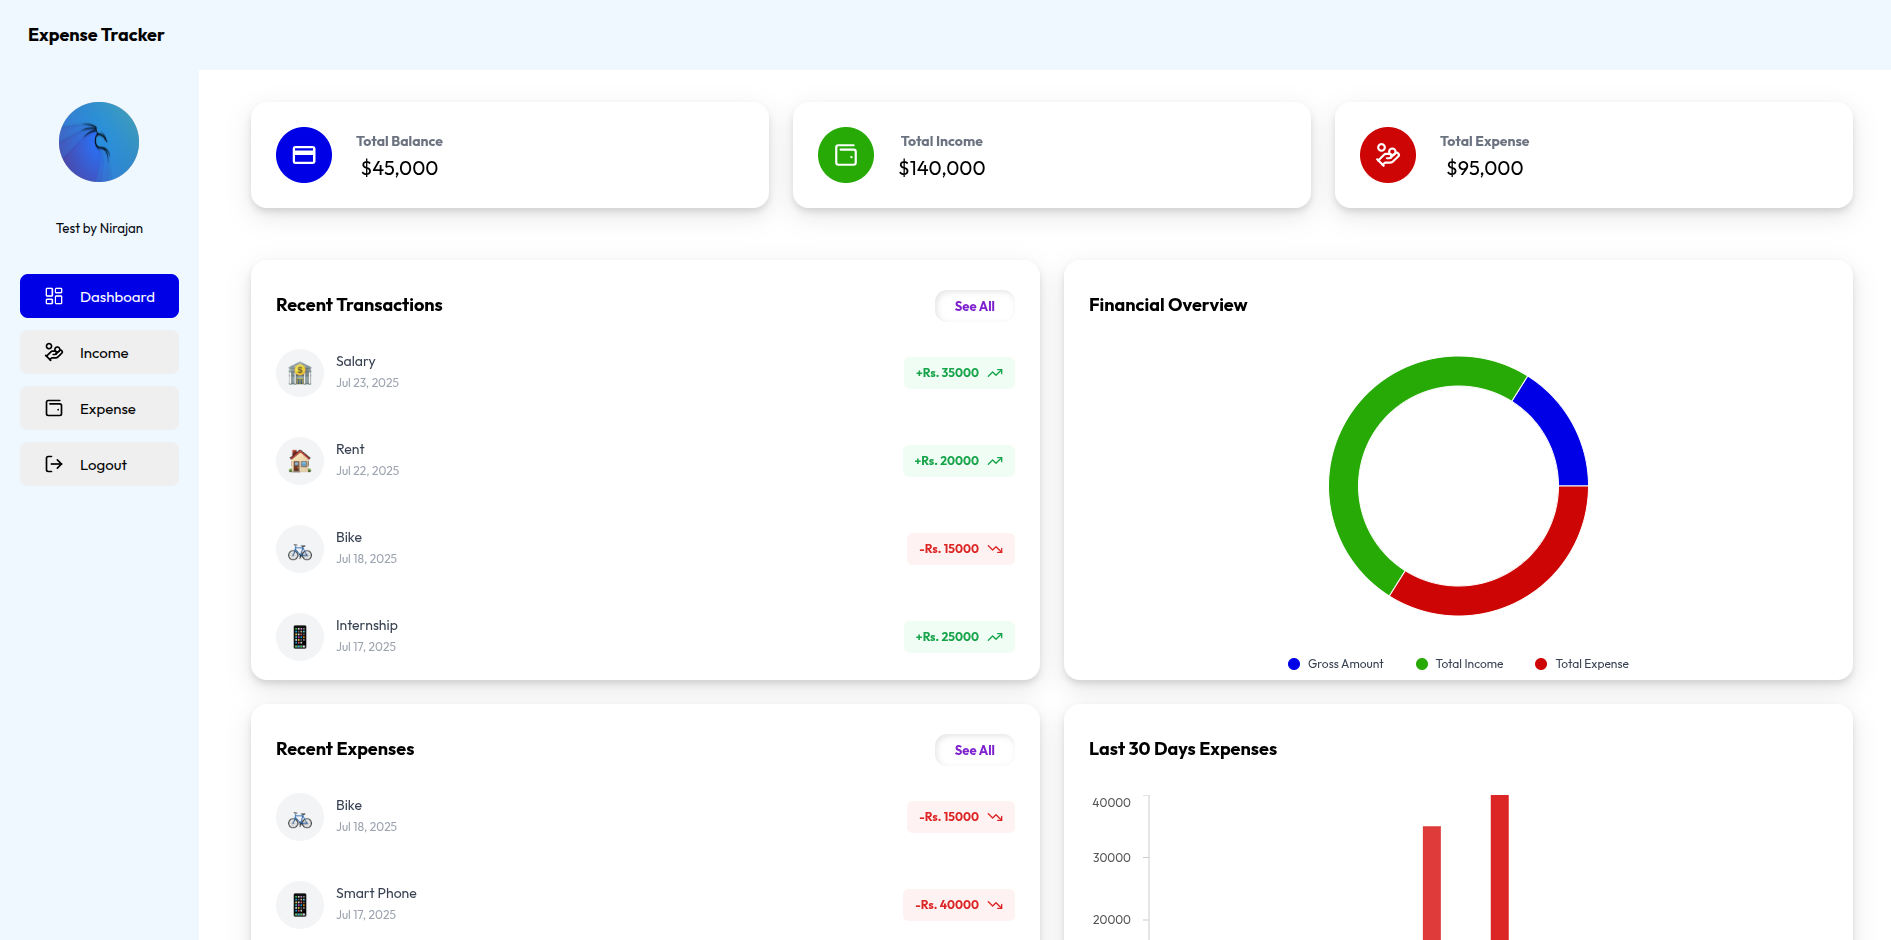 Expense Tracker
Test by Nirajan
Dashboard
Income
Expense
Logout
Total Balance
$45,000
Total Income
$140,000
Total Expense
$95,000
Recent Transactions
See All
Salary
Jul 23, 2025
+Rs. 35000
Rent
Jul 22, 2025
+Rs. 20000
Bike
Jul 18, 2025
-Rs. 15000
Internship
Jul 17, 2025
+Rs. 25000
Financial Overview
Gross Amount
Total Income
Total Expense
Recent Expenses
See All
Bike
Jul 18, 2025
-Rs. 15000
Smart Phone
Jul 17, 2025
-Rs. 40000
Last 30 Days Expenses
40000
30000
20000